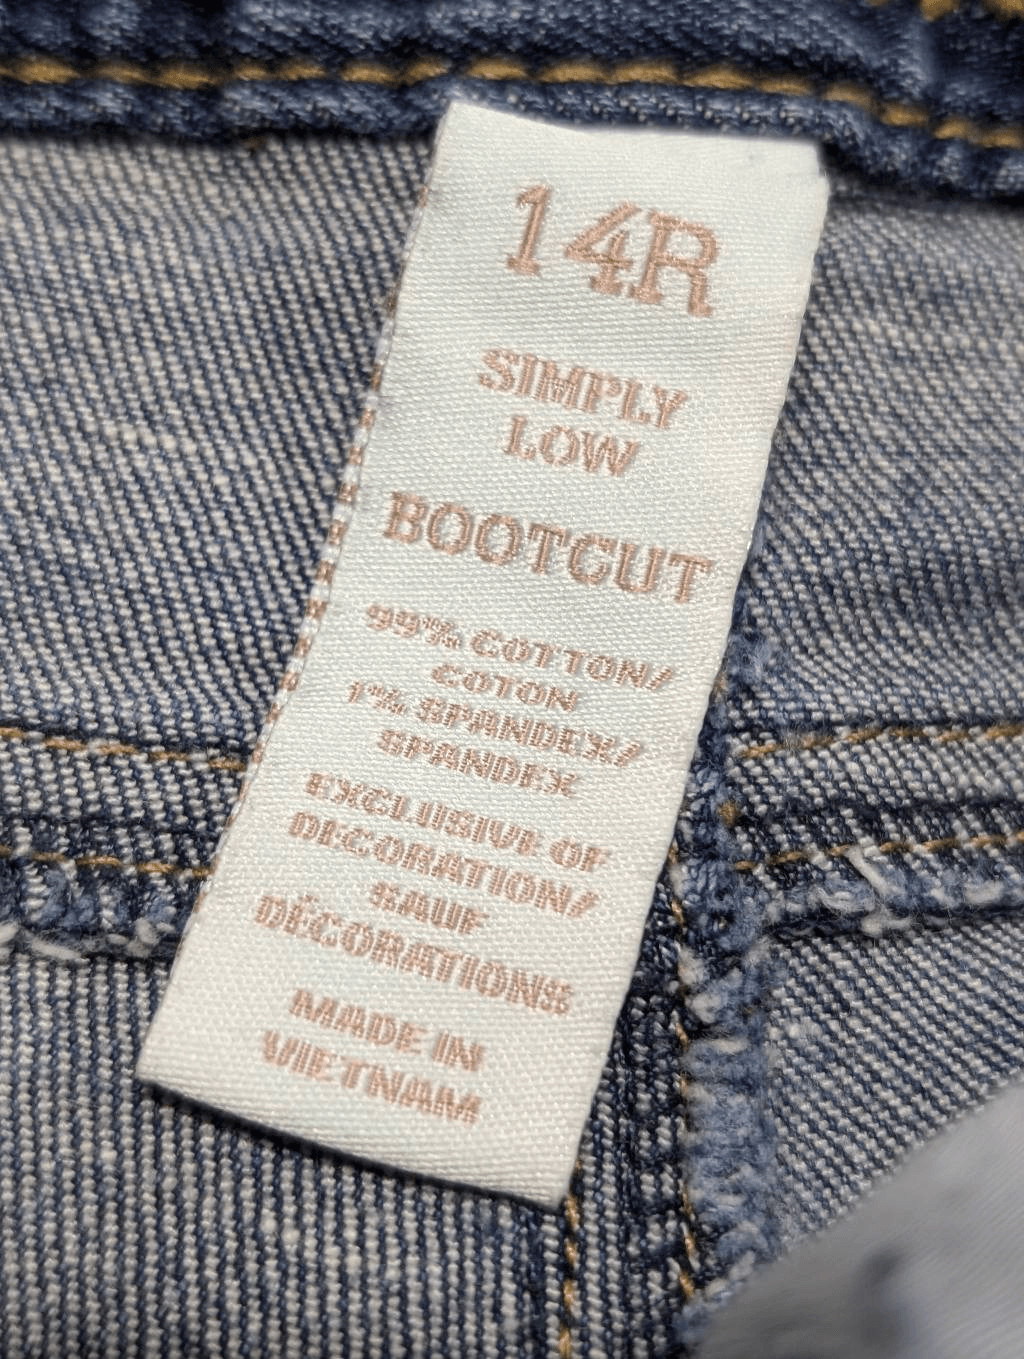 14R
SIMPLY
LOW
BOOTCUT
99% COTTON/
COTON
1% SPANDEX/
SPANDEX
EXCLUSIVE OF
DECORATION/
SAUF
DÉCORATIONS
MADE IN
VIETNAM